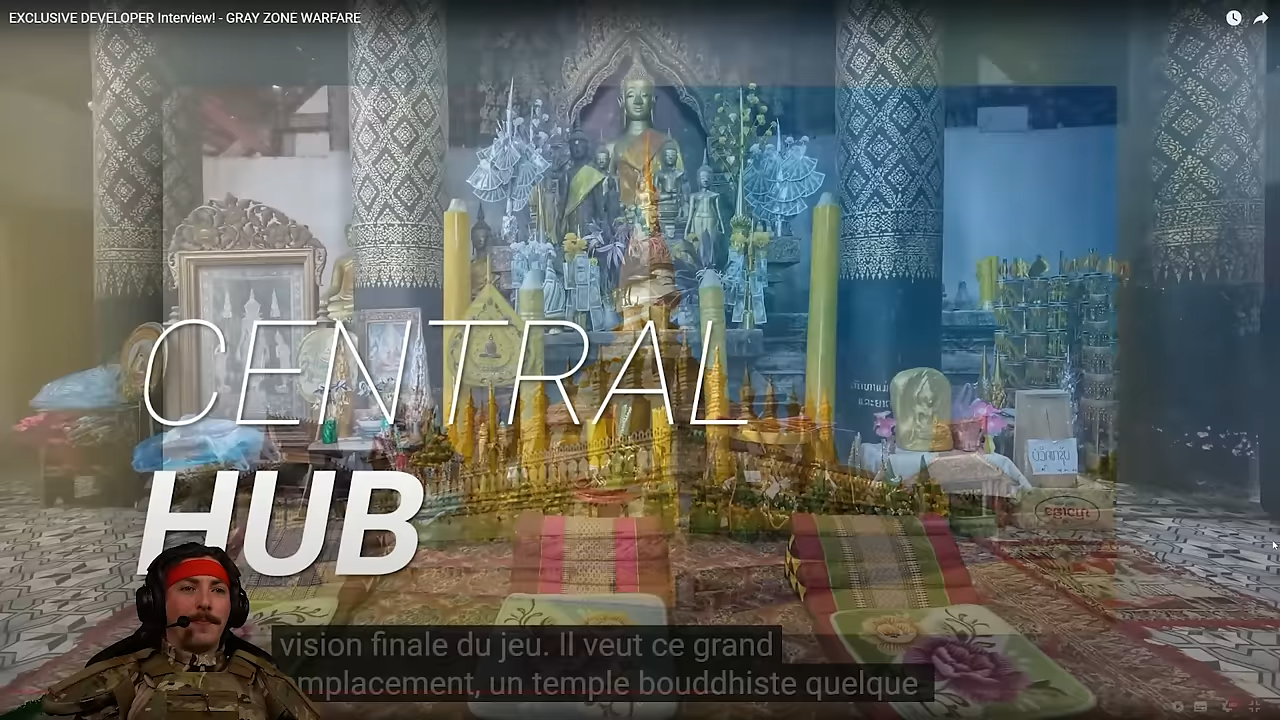 EXCLUSIVE DEVELOPER Interview! - GRAY ZONE WARFARE
CENTRAL
HUB
vision finale du jeu. Il veut ce grand
mplacement, un temple bouddhiste quelque